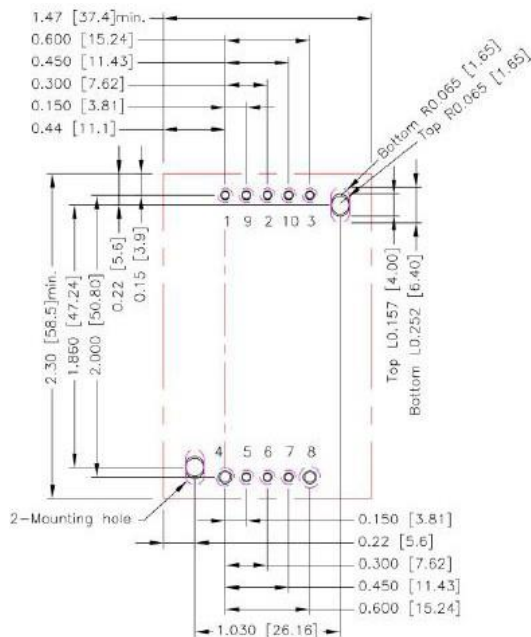 1.47 [37.4]min.
0.600 [15.24]
0.450 [11.43]
0.300 [7.62]
0.150 [3.81]
0.44 [11.1]
Bottom R0.065 [1.65]
Top R0.065 [1.65]
1 9 2 10 3
2.30 [58.5]min.
1.860 [47.24]
2.000 [50.80]
0.22 [5.6]
0.15 [3.9]
Top L0.157 [4.00]
Bottom L0.252 [6.40]
4 5 6 7 8
2-Mounting hole
0.150 [3.81]
0.22 [5.6]
0.300 [7.62]
0.450 [11.43]
0.600 [15.24]
1.030 [26.16]